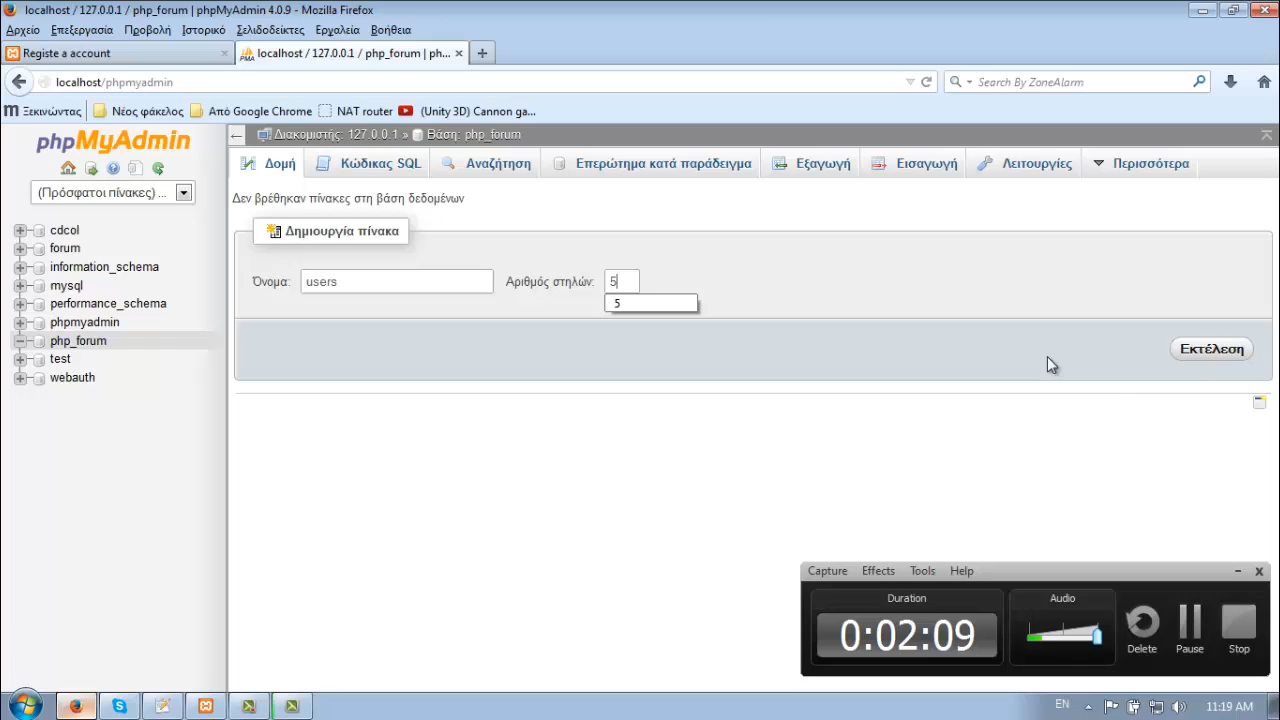 localhost / 127.0.0.1 / php_forum | phpMyAdmin 4.0.9 - Mozilla Firefox
Αρχείο Επεξεργασία Προβολή Ιστορικό Σελιδοδείκτες Εργαλεία Βοήθεια
Registe a account
PMA localhost / 127.0.0.1 / php_forum | ph...
localhost/phpmyadmin
Search By ZoneAlarm
Ξεκινώντας Νέος φάκελος Από Google Chrome NAT router (Unity 3D) Cannon ga...
phpMyAdmin
(Πρόσφατοι πίνακες) ...
cdcol
forum
information_schema
mysql
performance_schema
phpmyadmin
php_forum
test
webauth
Διακομιστής: 127.0.0.1 » Βάση: php_forum
Δομή Κώδικας SQL Αναζήτηση Επερώτημα κατά παράδειγμα Εξαγωγή Εισαγωγή Λειτουργίες Περισσότερα
Δεν βρέθηκαν πίνακες στη βάση δεδομένων
Δημιουργία πίνακα
Όνομα: users Αριθμός στηλών: 5
5
Εκτέλεση
Capture Effects Tools Help
Duration
0:02:09
Audio
Delete Pause Stop
EN 11:19 AM